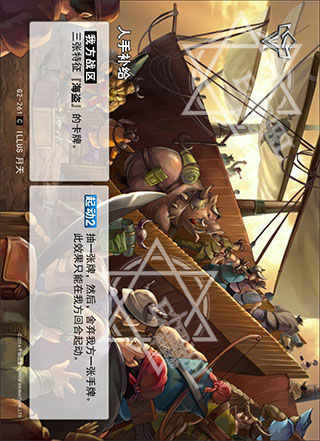 人手补给
我方战区
三张特征『海盗』的卡牌。
起动2
抽一张牌，然后，舍弃我方一张手牌。
此效果只能在我方回合起动。
G2-261 C ILLUS.月天